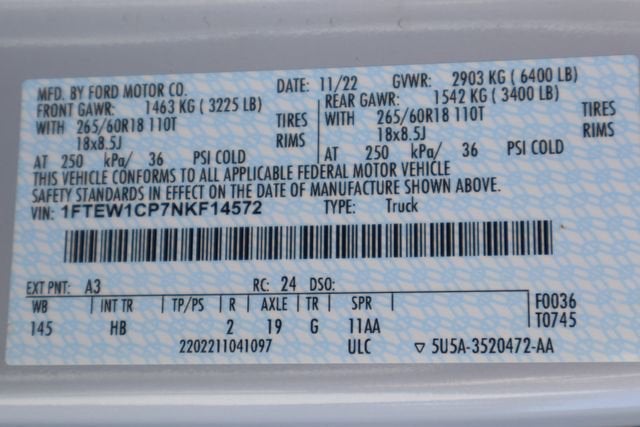 MFD. BY FORD MOTOR CO. DATE: 11/22 GVWR: 2903 KG ( 6400 LB)
FRONT GAWR: 1463 KG ( 3225 LB) REAR GAWR: 1542 KG ( 3400 LB)
WITH 265/60R18 110T TIRES WITH 265/60R18 110T TIRES
18x8.5J RIMS 18x8.5J RIMS
AT 250 kPa/ 36 PSI COLD AT 250 kPa/ 36 PSI COLD
THIS VEHICLE CONFORMS TO ALL APPLICABLE FEDERAL MOTOR VEHICLE
SAFETY STANDARDS IN EFFECT ON THE DATE OF MANUFACTURE SHOWN ABOVE.
VIN: 1FTEW1CP7NKF14572 TYPE: Truck
EXT PNT: A3 RC: 24 DSO:
WB INT TR TP/PS R AXLE TR SPR F0036
145 HB 2 19 G 11AA T0745
2202211041097 ULC ▽ 5U5A-3520472-AA